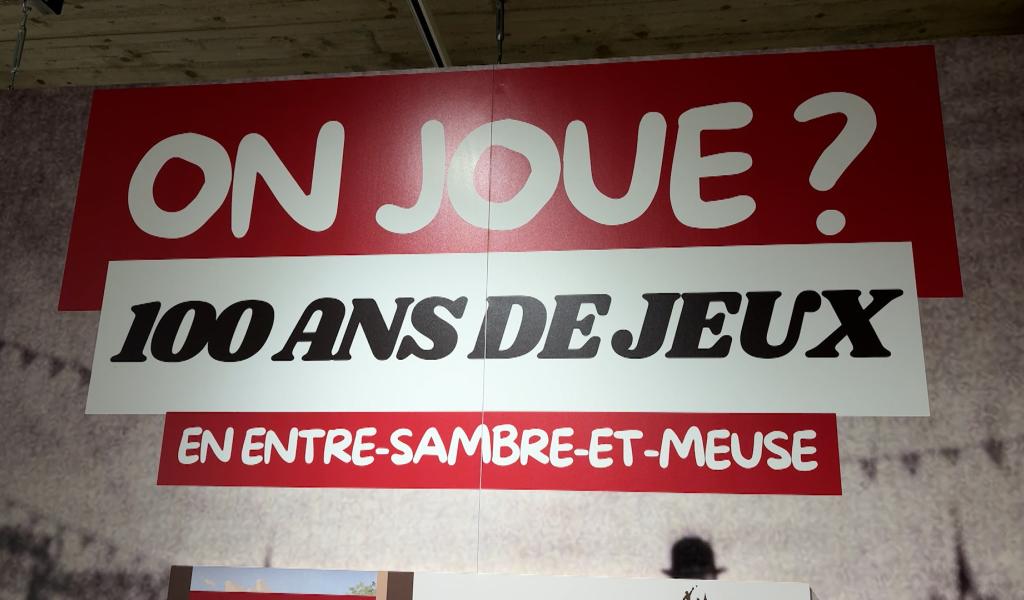 ON JOUE ?
100 ANS DE JEUX
EN ENTRE-SAMBRE-ET-MEUSE